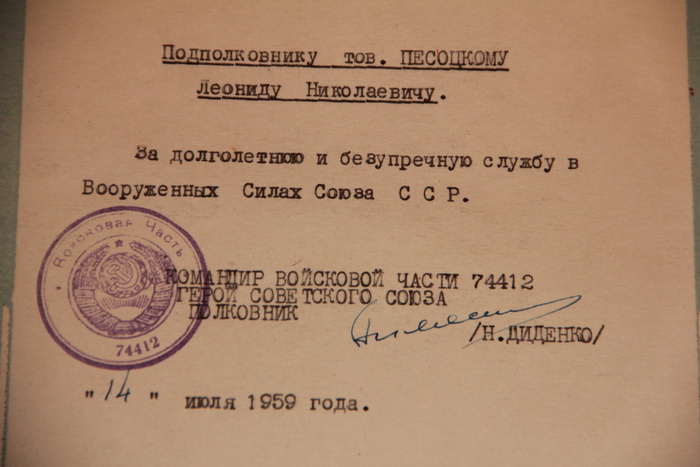 Подполковнику тов. ПЕСОЦКОМУ
Леониду Николаевичу.
За долголетнюю и безупречную службу в
Вооруженных Силах Союза С С Р.
Войсковая Часть
74412
КОМАНДИР ВОЙСКОВОЙ ЧАСТИ 74412
ГЕРОЙ СОВЕТСКОГО СОЮЗА
ПОЛКОВНИК
/Н.ДИДЕНКО/
"14" июля 1959 года.